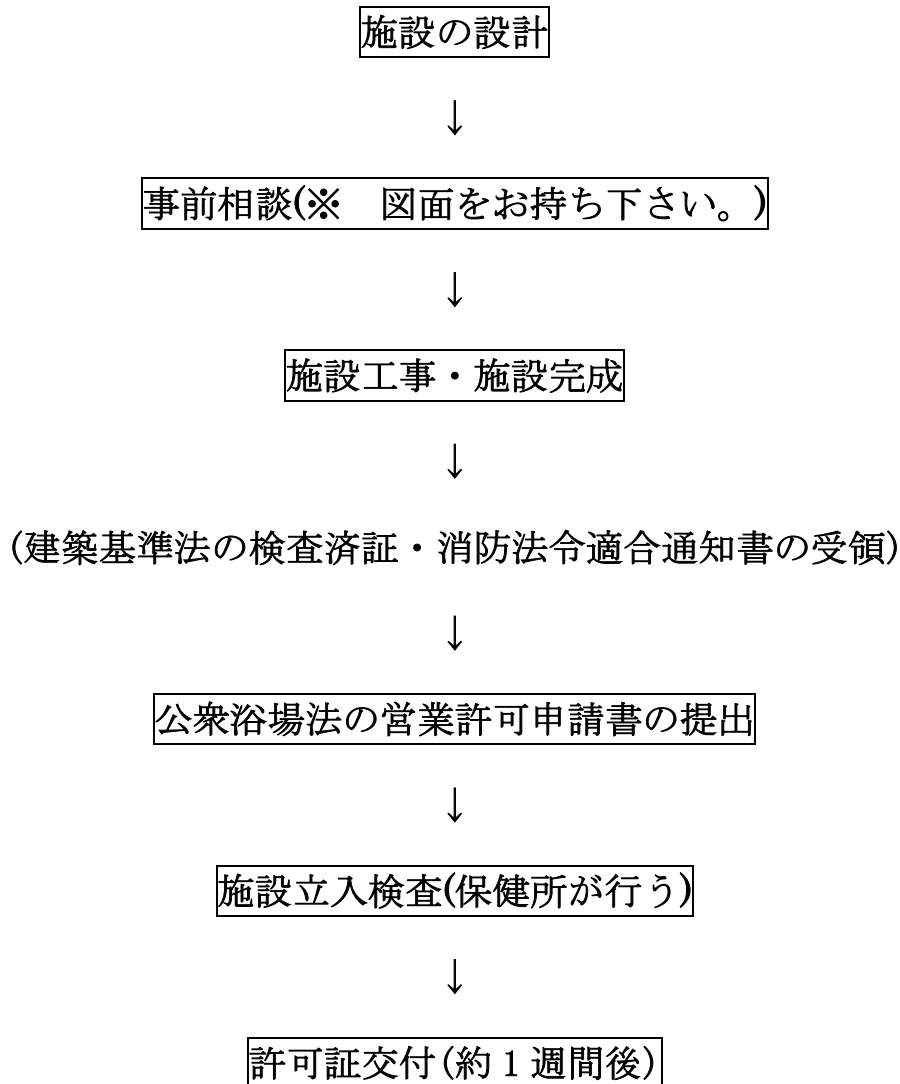 施設の設計
↓
事前相談(※　図面をお持ち下さい。)
↓
施設工事・施設完成
↓
(建築基準法の検査済証・消防法令適合通知書の受領)
↓
公衆浴場法の営業許可申請書の提出
↓
施設立入検査(保健所が行う)
↓
許可証交付(約1週間後)